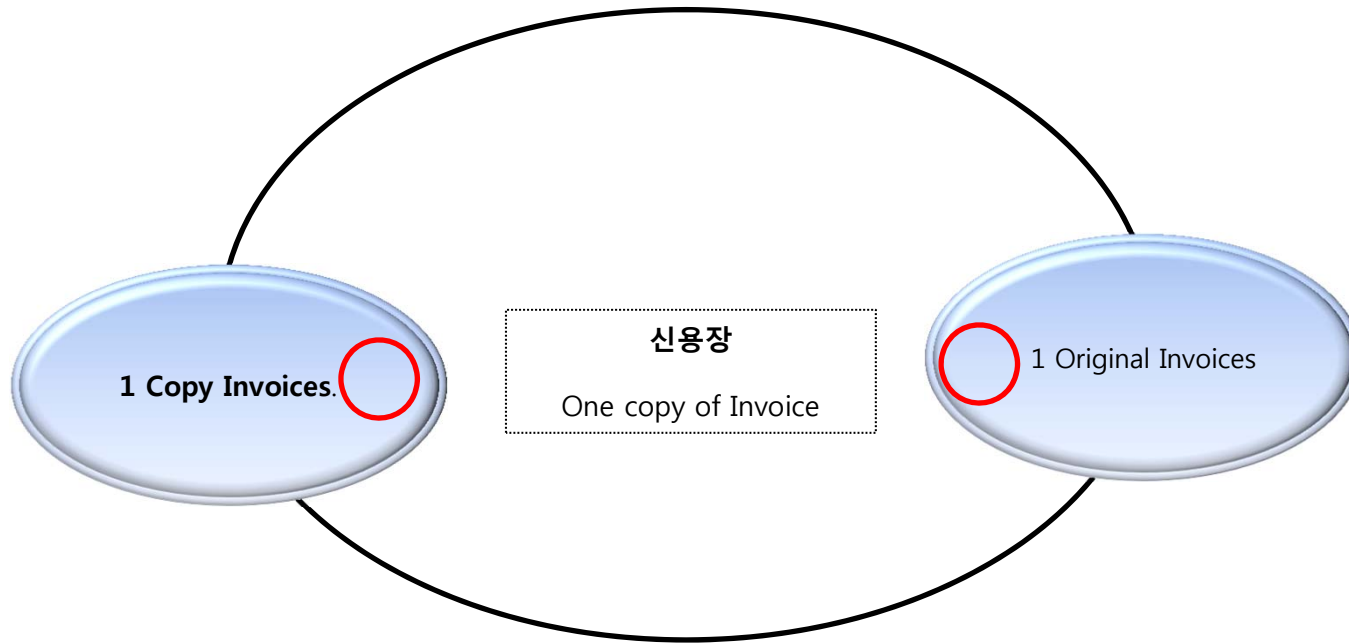 신용장
One copy of Invoice
1 Copy Invoices.
1 Original Invoices